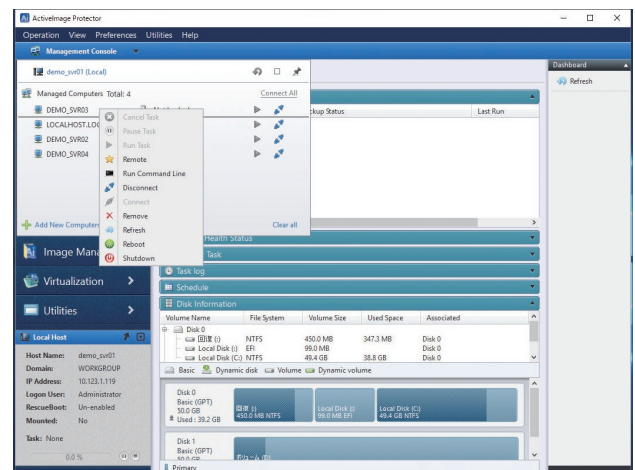 ActiveImage Protector
Operation View Preferences Utilities Help
Management Console
Dashboard
demo_svr01 (Local)
Refresh
Managed Computers Total: 4 Connect All
DEMO_SVR03
Last Run
Cancel Task
LOCALHOST.LOC
Pause Task
DEMO_SVR02
Run Task
DEMO_SVR04
Remote
Run Command Line
Disconnect
Connect
Remove
Add New Computers
Clear all
Refresh
Health Status
Reboot
Task
Shutdown
Task log
Virtualization
Schedule
Disk Information
Utilities
Volume Name File System Volume Size Used Space Associated
Disk 0
(:) NTFS 450.0 MB 347.3 MB Disk 0
Local Disk (:) EFI 99.0 MB Disk 0
Local Disk (C:) NTFS 49.4 GB 38.8 GB Disk 0
Local Host
Host Name: demo_svr01
Domain: WORKGROUP
IP Address: 10.123.1.119
Logon User: Administrator
RescueBoot: Un-enabled
Mounted: No
Task: None
0.0 %
Basic Dynamic disk Volume Dynamic volume
Disk 0
Basic (GPT)
50.0 GB
Used : 39.2 GB
450.0 MB NTFS
Local Disk (:)
99.0 MB EFI
Local Disk (C:)
49.4 GB NTFS
Disk 1
Basic (GPT)
50.0 GB
Primary